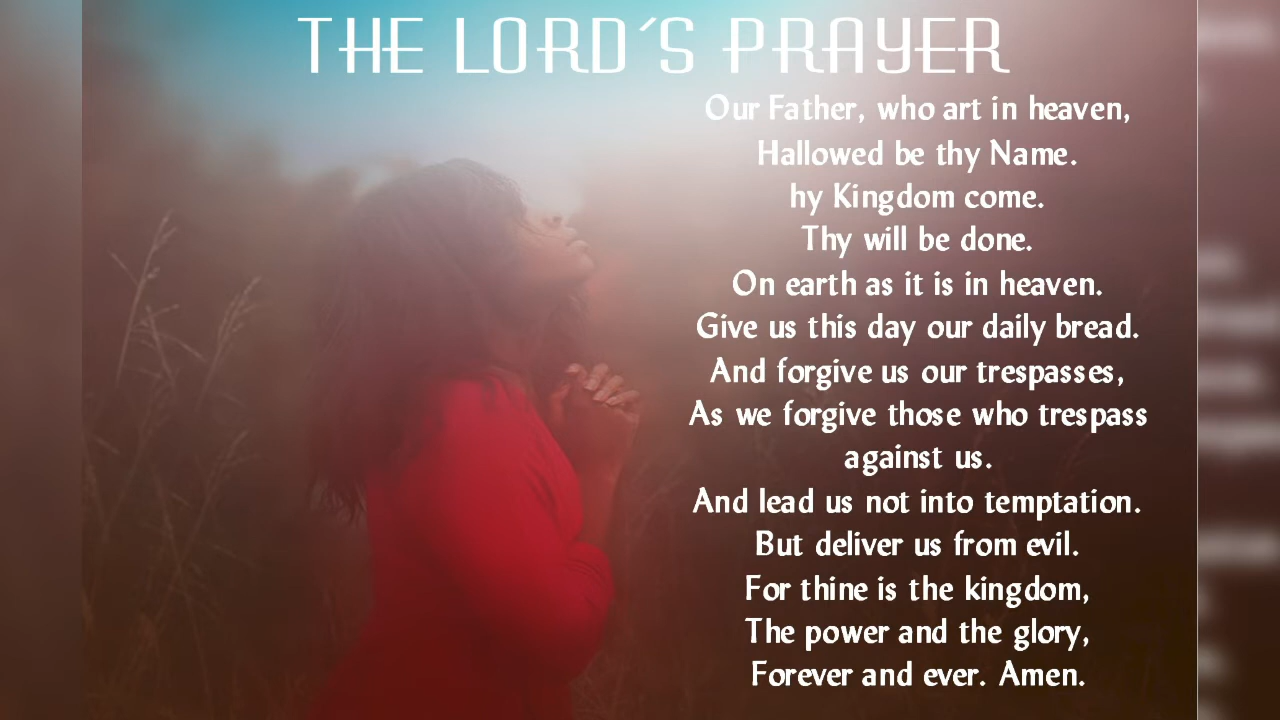 THE LORD´S PRAYER
Our Father, who art in heaven,
Hallowed be thy Name.
hy Kingdom come.
Thy will be done.
On earth as it is in heaven.
Give us this day our daily bread.
And forgive us our trespasses,
As we forgive those who trespass
against us.
And lead us not into temptation.
But deliver us from evil.
For thine is the kingdom,
The power and the glory,
Forever and ever. Amen.